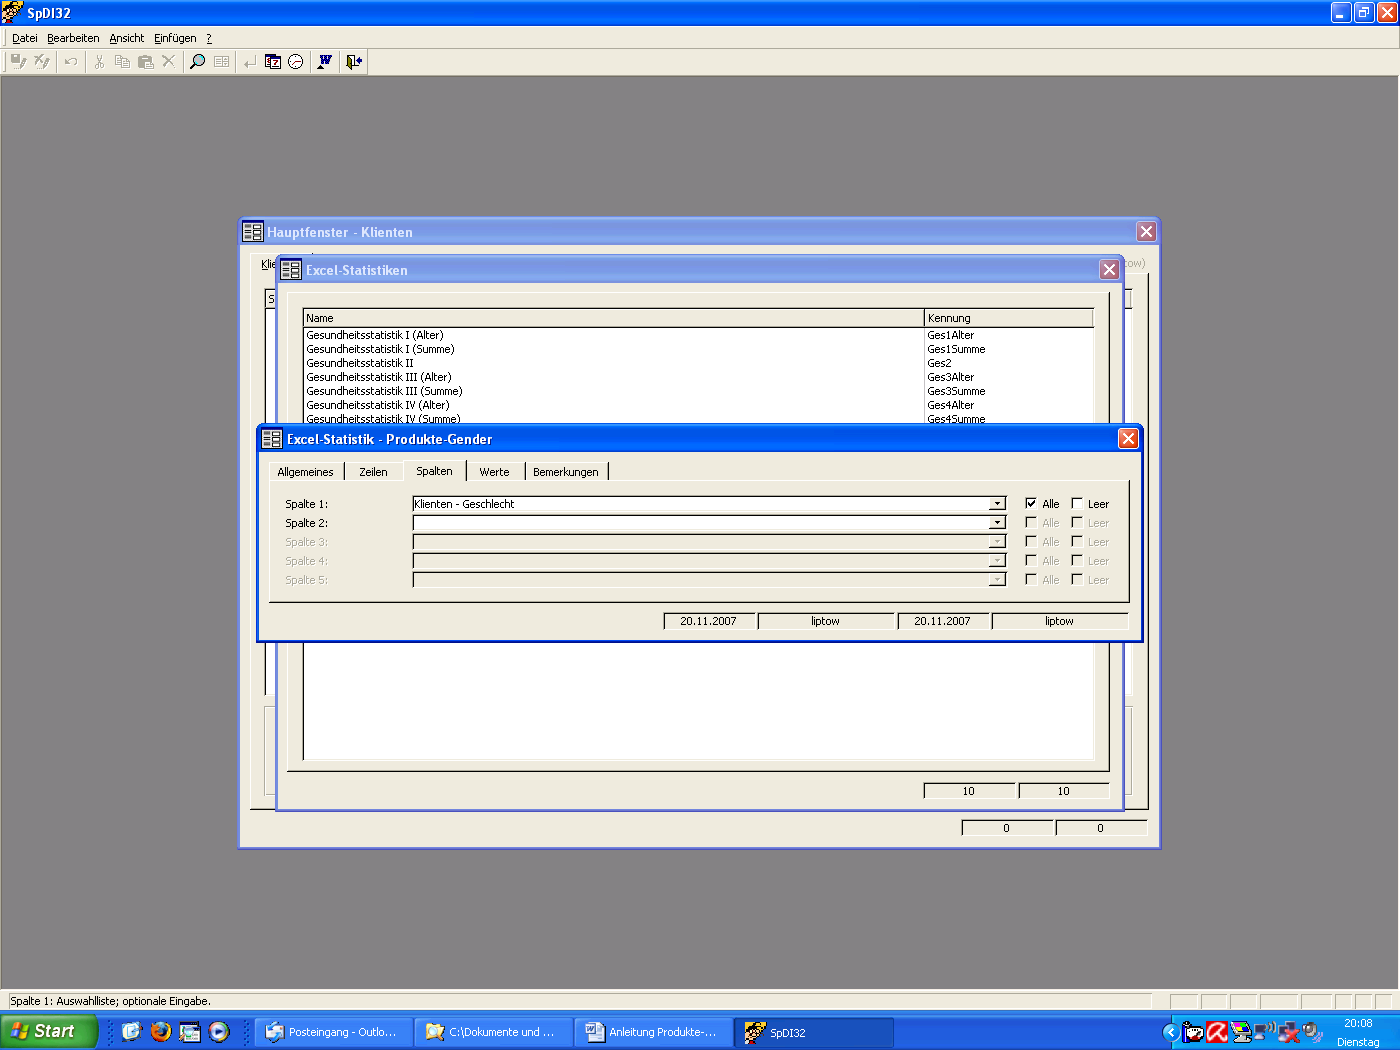 SpDI32
Datei Bearbeiten Ansicht Einfügen ?
Hauptfenster - Klienten
Klie
tow)
Excel-Statistiken
S
Name Kennung
Gesundheitsstatistik I (Alter) Ges1Alter
Gesundheitsstatistik I (Summe) Ges1Summe
Gesundheitsstatistik II Ges2
Gesundheitsstatistik III (Alter) Ges3Alter
Gesundheitsstatistik III (Summe) Ges3Summe
Gesundheitsstatistik IV (Alter) Ges4Alter
Gesundheitsstatistik IV (Summe) Ges4Summe
Excel-Statistik - Produkte-Gender
Allgemeines Zeilen Spalten Werte Bemerkungen
Spalte 1: Klienten - Geschlecht Alle Leer
Spalte 2: Alle Leer
Spalte 3: Alle Leer
Spalte 4: Alle Leer
Spalte 5: Alle Leer
20.11.2007 liptow 20.11.2007 liptow
10 10
0 0
Spalte 1: Auswahlliste; optionale Eingabe.
Start Posteingang - Outlo... C:\Dokumente und ... Anleitung Produkte-... SpDI32 20:08
Dienstag